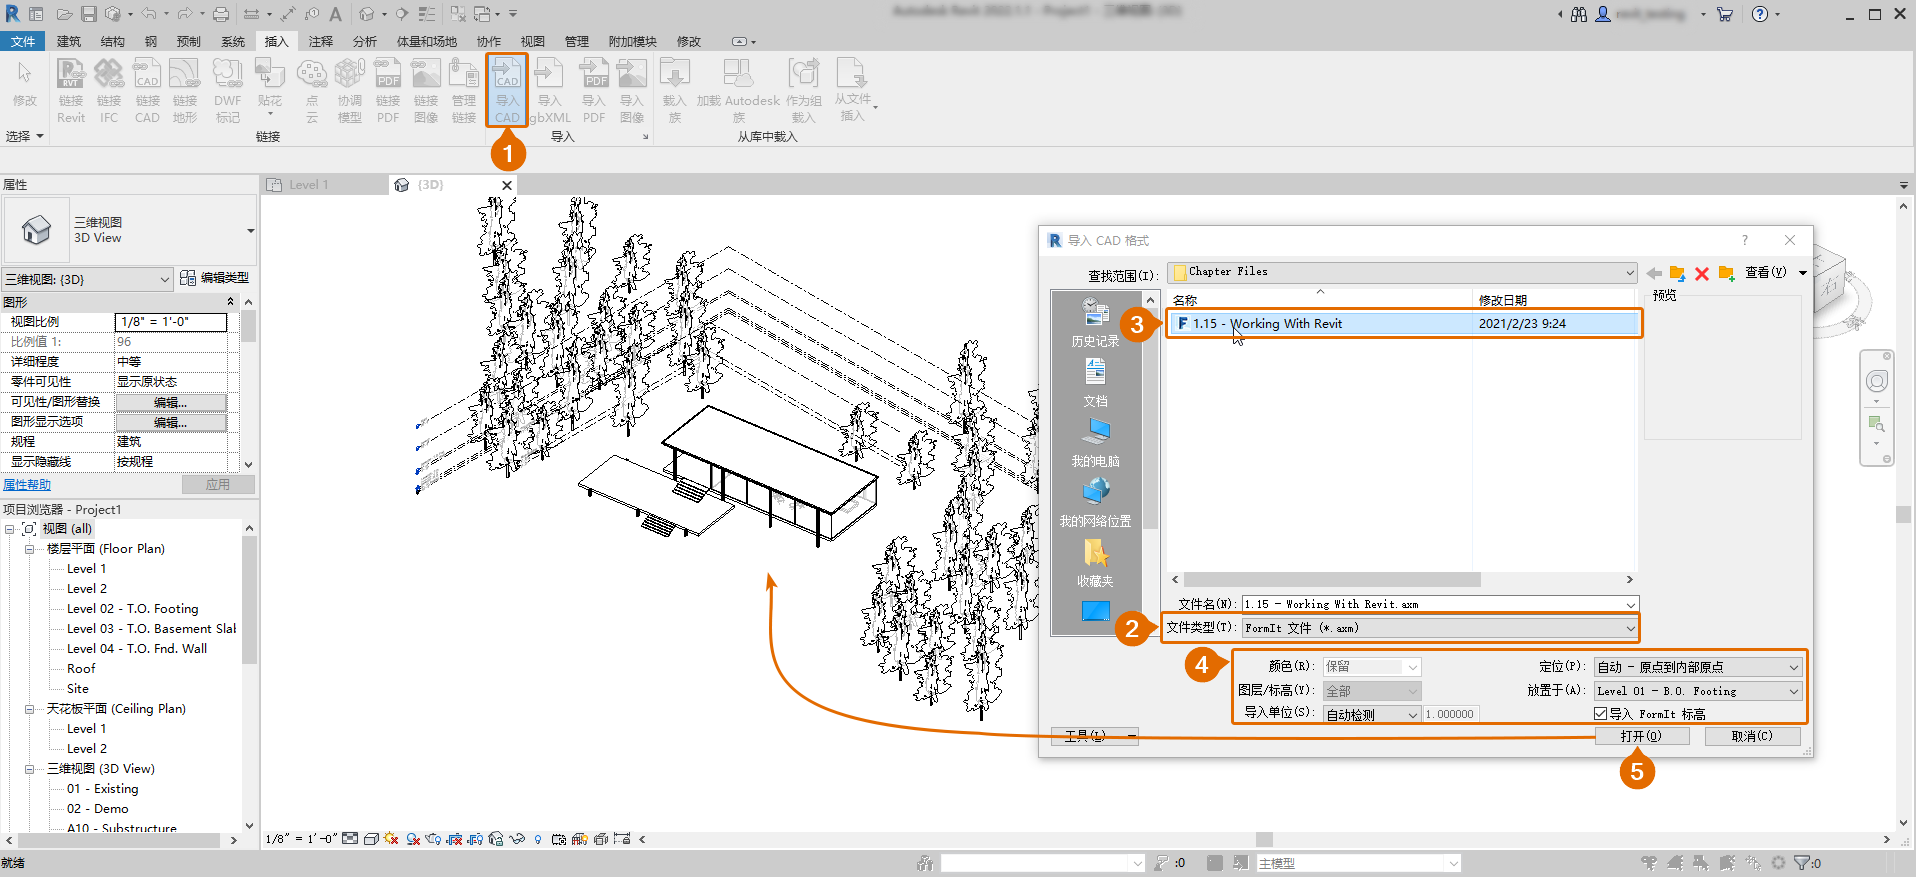 文件 建筑 结构 钢 预制 系统 插入 注释 分析 体量和场地 协作 视图 管理 附加模块 修改
修改
链接 Revit
链接 IFC
链接 CAD
链接 地形
DWF 标记
贴花
点 云
协调 模型
链接 PDF
链接 图像
管理 链接
导入 CAD
导入 gbXML
导入 PDF
导入 图像
载入 族
加载 Autodesk 族
作为组 载入
从文件 插入
选择
链接
导入
从库中载入
1
属性
Level 1
{3D}
三维视图
3D View
三维视图: {3D}
编辑类型
图形
视图比例 1/8" = 1'-0"
比例值 1: 96
详细程度 中等
零件可见性 显示原状态
可见性/图形替换 编辑...
图形显示选项 编辑...
规程 建筑
显示隐藏线 按规程
属性帮助 应用
项目浏览器 - Project1
视图 (all)
楼层平面 (Floor Plan)
Level 1
Level 2
Level 02 - T.O. Footing
Level 03 - T.O. Basement Slab
Level 04 - T.O. Fnd. Wall
Roof
Site
天花板平面 (Ceiling Plan)
Level 1
Level 2
三维视图 (3D View)
01 - Existing
02 - Demo
A10 - Substructure
导入 CAD 格式
查找范围(I): Chapter Files 查看(V)
名称 修改日期
预览
3
1.15 - Working With Revit 2021/2/23 9:24
历史记录
文档
我的电脑
我的网络位置
收藏夹
文件名(N): 1.15 - Working With Revit.axm
2
文件类型(T): FormIt 文件 (*.axm)
4
颜色(R): 保留 定位(P): 自动 - 原点到内部原点
图层/标高(Y): 全部 放置于(A): Level 01 - B.O. Footing
导入单位(S): 自动检测 1.000000 导入 FormIt 标高
工具(L) 打开(O) 取消(C)
5
1/8" = 1'-0"
就绪
:0
主模型
:0